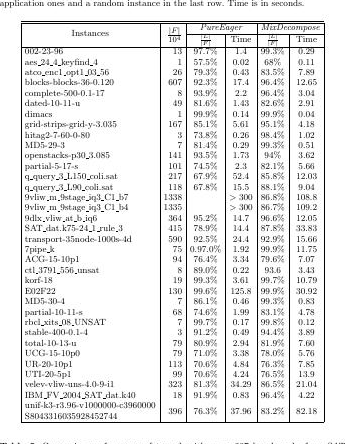 application ones and a random instance in the last row. Time is in seconds.
Instances |F| 10⁴ PureEager MixDecompose
|L|/|F| Time |L|/|F| Time
002-23-96 13 97.7% 1.4 99.3% 0.29
aes_24_4_keyfind_4 1 57.5% 0.02 68% 0.11
atco_enc1_opt1_03_56 26 79.3% 0.43 83.5% 7.89
blocks-blocks-36-0.120 607 92.3% 17.4 96.4% 12.65
complete-500-0.1-17 8 93.9% 2.2 96.4% 3.04
dated-10-11-u 49 81.6% 1.43 82.6% 2.91
dimacs 1 99.9% 0.14 99.9% 0.04
grid-strips-grid-y-3.035 167 85.1% 5.61 95.1% 4.18
hitag2-7-60-0-80 3 73.8% 0.26 98.4% 1.02
MD5-29-3 7 81.4% 0.29 99.3% 0.51
openstacks-p30_3.085 141 93.5% 1.73 94% 3.62
partial-5-17-s 101 74.5% 2.3 82.1% 5.66
q_query_3_L150_coli.sat 217 67.9% 52.4 85.8% 12.03
q_query_3_L90_coli.sat 118 67.8% 15.5 88.1% 9.04
9vliw_m_9stage_iq3_C1_b7 1338 > 300 86.8% 108.8
9vliw_m_9stage_iq3_C1_b4 1335 > 300 86.7% 109.2
9dlx_vliw_at_b_iq6 364 95.2% 14.7 96.6% 12.05
SAT_dat.k75-24_1_rule_3 415 78.9% 14.4 87.8% 33.83
transport-35node-1000s-4d 590 92.5% 24.4 92.9% 15.66
7pipe_k 75 0.97.0% 1.92 99.9% 11.75
ACG-15-10p1 94 76.4% 3.34 79.6% 7.07
ctl_3791_556_unsat 8 89.0% 0.22 93.6 3.43
korf-18 19 99.3% 3.61 99.7% 10.79
E02F22 130 99.6% 125.8 99.9% 30.92
MD5-30-4 7 86.1% 0.46 99.3% 0.83
partial-10-11-s 68 74.6% 1.99 83.1% 4.78
rbcl_xits_08_UNSAT 7 99.7% 0.17 99.8% 0.12
stable-400-0.1-4 3 91.2% 0.49 94.4% 3.89
total-10-13-u 79 80.9% 2.94 81.9% 7.60
UCG-15-10p0 79 71.0% 3.38 78.0% 5.76
UR-20-10p1 113 70.6% 4.84 76.3% 7.85
UTI-20-5p1 99 70.6% 4.24 76.5% 13.9
velev-vliw-uns-4.0-9-i1 323 81.3% 34.29 86.5% 21.04
IBM_FV_2004_SAT_dat.k40 18 91.9% 0.83 96.4% 4.22
unif-k3-r3.96-v1000000-c3960000
S8043316035928452744 396 76.3% 37.96 83.2% 82.18